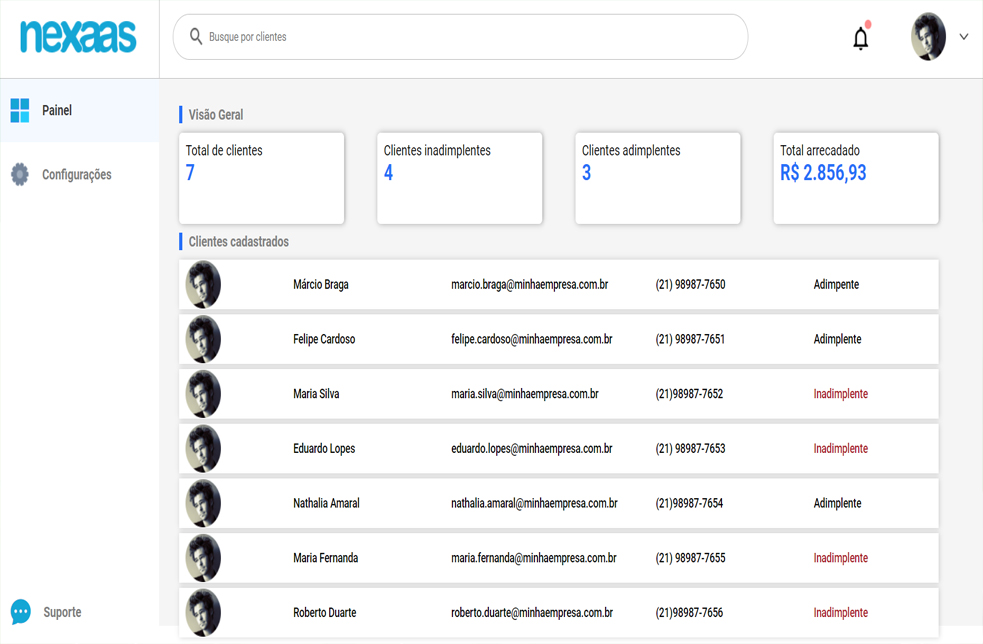 nexaas
Busque por clientes
Painel
Configurações
Suporte
Visão Geral
Total de clientes
7
Clientes inadimplentes
4
Clientes adimplentes
3
Total arrecadado
R$ 2.856,93
Clientes cadastrados
Márcio Braga marcio.braga@minhaempresa.com.br (21) 98987-7650 Adimpente
Felipe Cardoso felipe.cardoso@minhaempresa.com.br (21) 98987-7651 Adimplente
Maria Silva maria.silva@minhaempresa.com.br (21)98987-7652 Inadimplente
Eduardo Lopes eduardo.lopes@minhaempresa.com.br (21) 98987-7653 Inadimplente
Nathalia Amaral nathalia.amaral@minhaempresa.com.br (21)98987-7654 Adimplente
Maria Fernanda maria.fernanda@minhaempresa.com.br (21) 98987-7655 Inadimplente
Roberto Duarte roberto.duarte@minhaempresa.com.br (21)98987-7656 Inadimplente